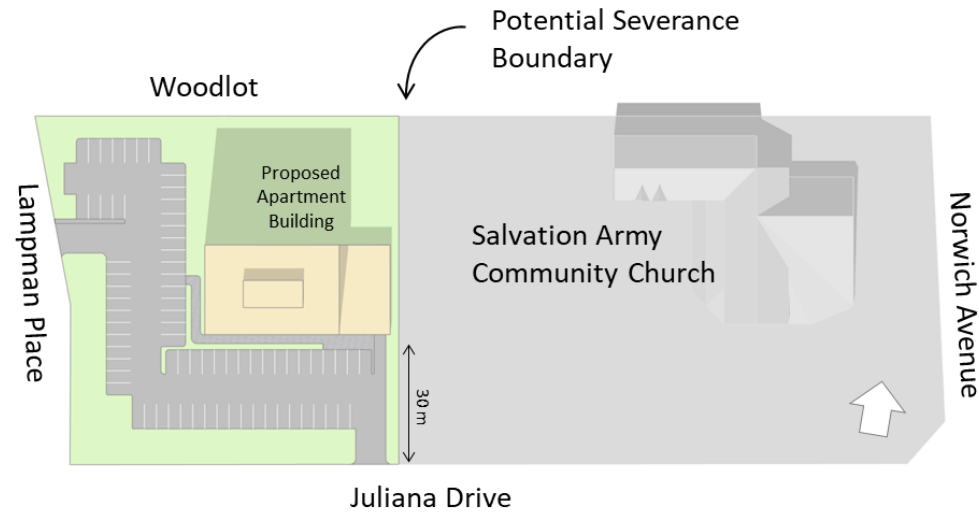 Potential Severance
Boundary
Woodlot
Proposed
Apartment
Building
Lampman Place
Salvation Army
Community Church
Norwich Avenue
30 m
Juliana Drive